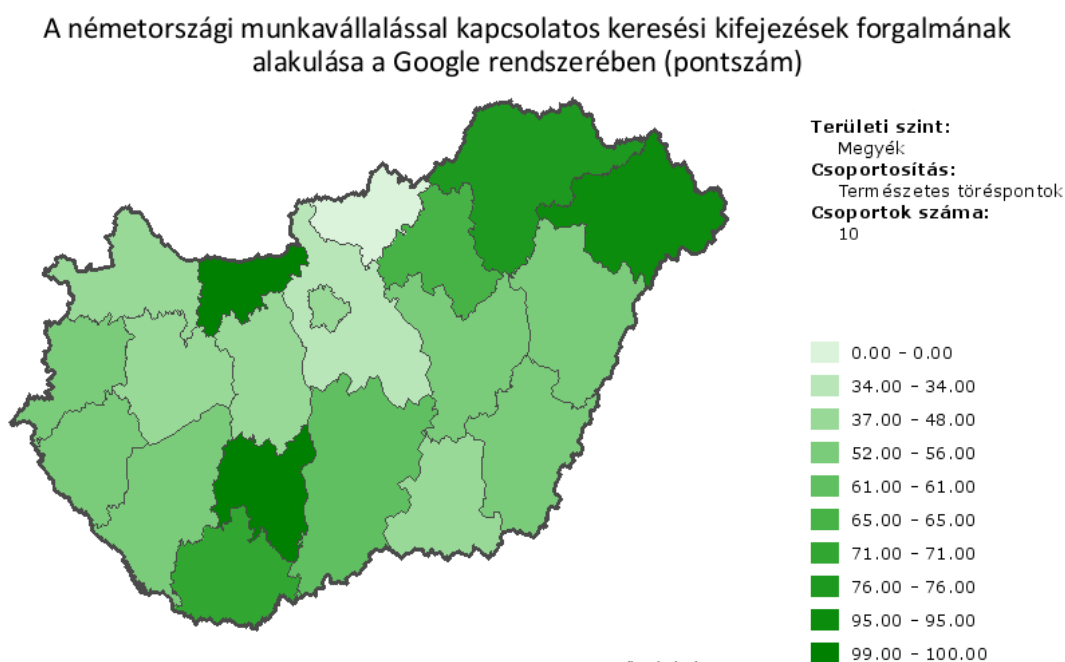 A németországi munkavállalással kapcsolatos keresési kifejezések forgalmának
alakulása a Google rendszerében (pontszám)
Területi szint:
Megyék
Csoportosítás:
Természetes töréspontok
Csoportok száma:
10
0.00 - 0.00
34.00 - 34.00
37.00 - 48.00
52.00 - 56.00
61.00 - 61.00
65.00 - 65.00
71.00 - 71.00
76.00 - 76.00
95.00 - 95.00
99.00 - 100.00